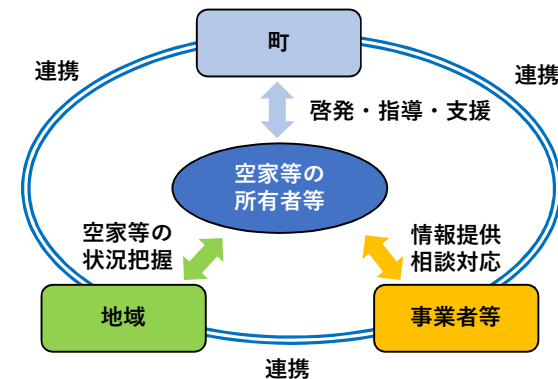 町
連携
連携
啓発・指導・支援
空家等の
所有者等
空家等の
状況把握
情報提供
相談対応
地域
事業者等
連携